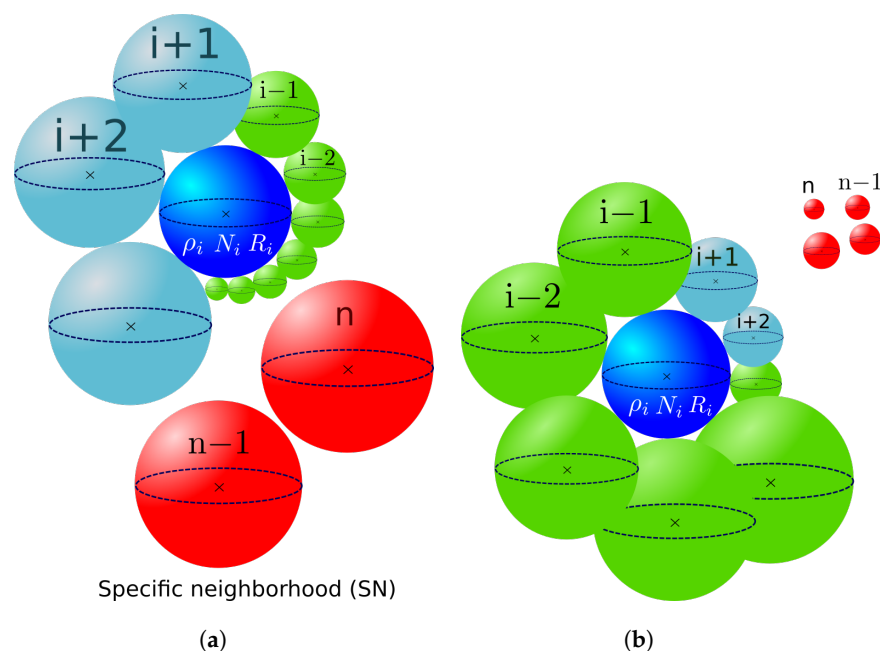 i+1
i−1
i+2
i−2
ρᵢ Nᵢ Rᵢ
n
n−1
Specific neighborhood (SN)
(a)
n n−1
i−1
i+1
i−2
i+2
ρᵢ Nᵢ Rᵢ
(b)